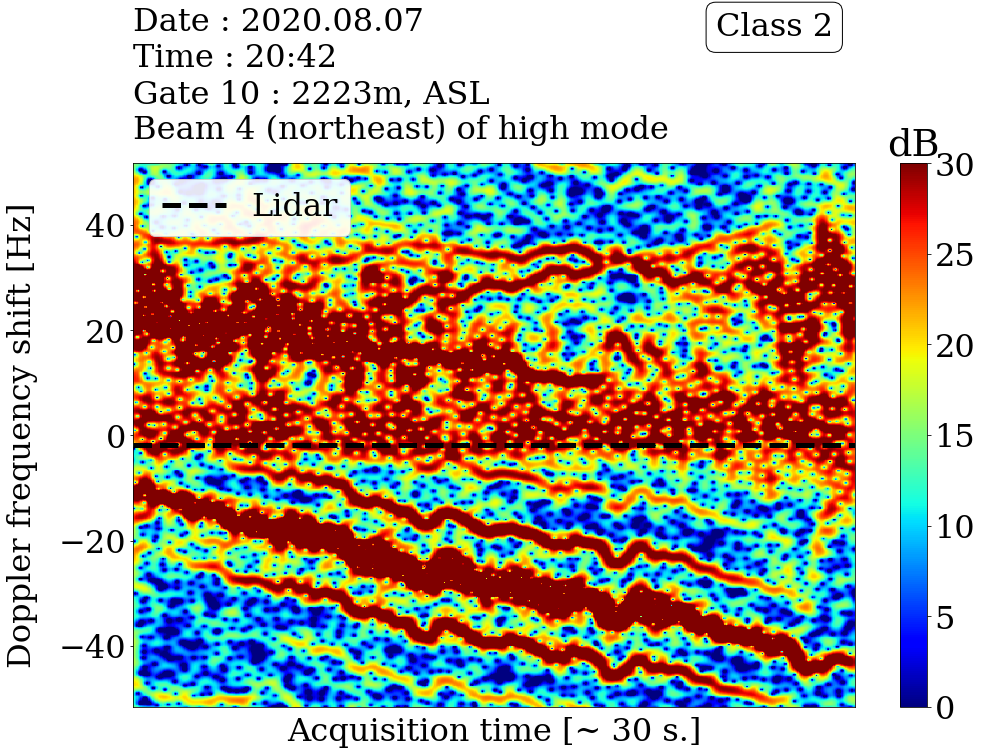 Date : 2020.08.07
Time : 20:42
Gate 10 : 2223m, ASL
Beam 4 (northeast) of high mode
Class 2
dB
Lidar
Doppler frequency shift [Hz]
40
20
0
−20
−40
Acquisition time [~ 30 s.]
30
25
20
15
10
5
0